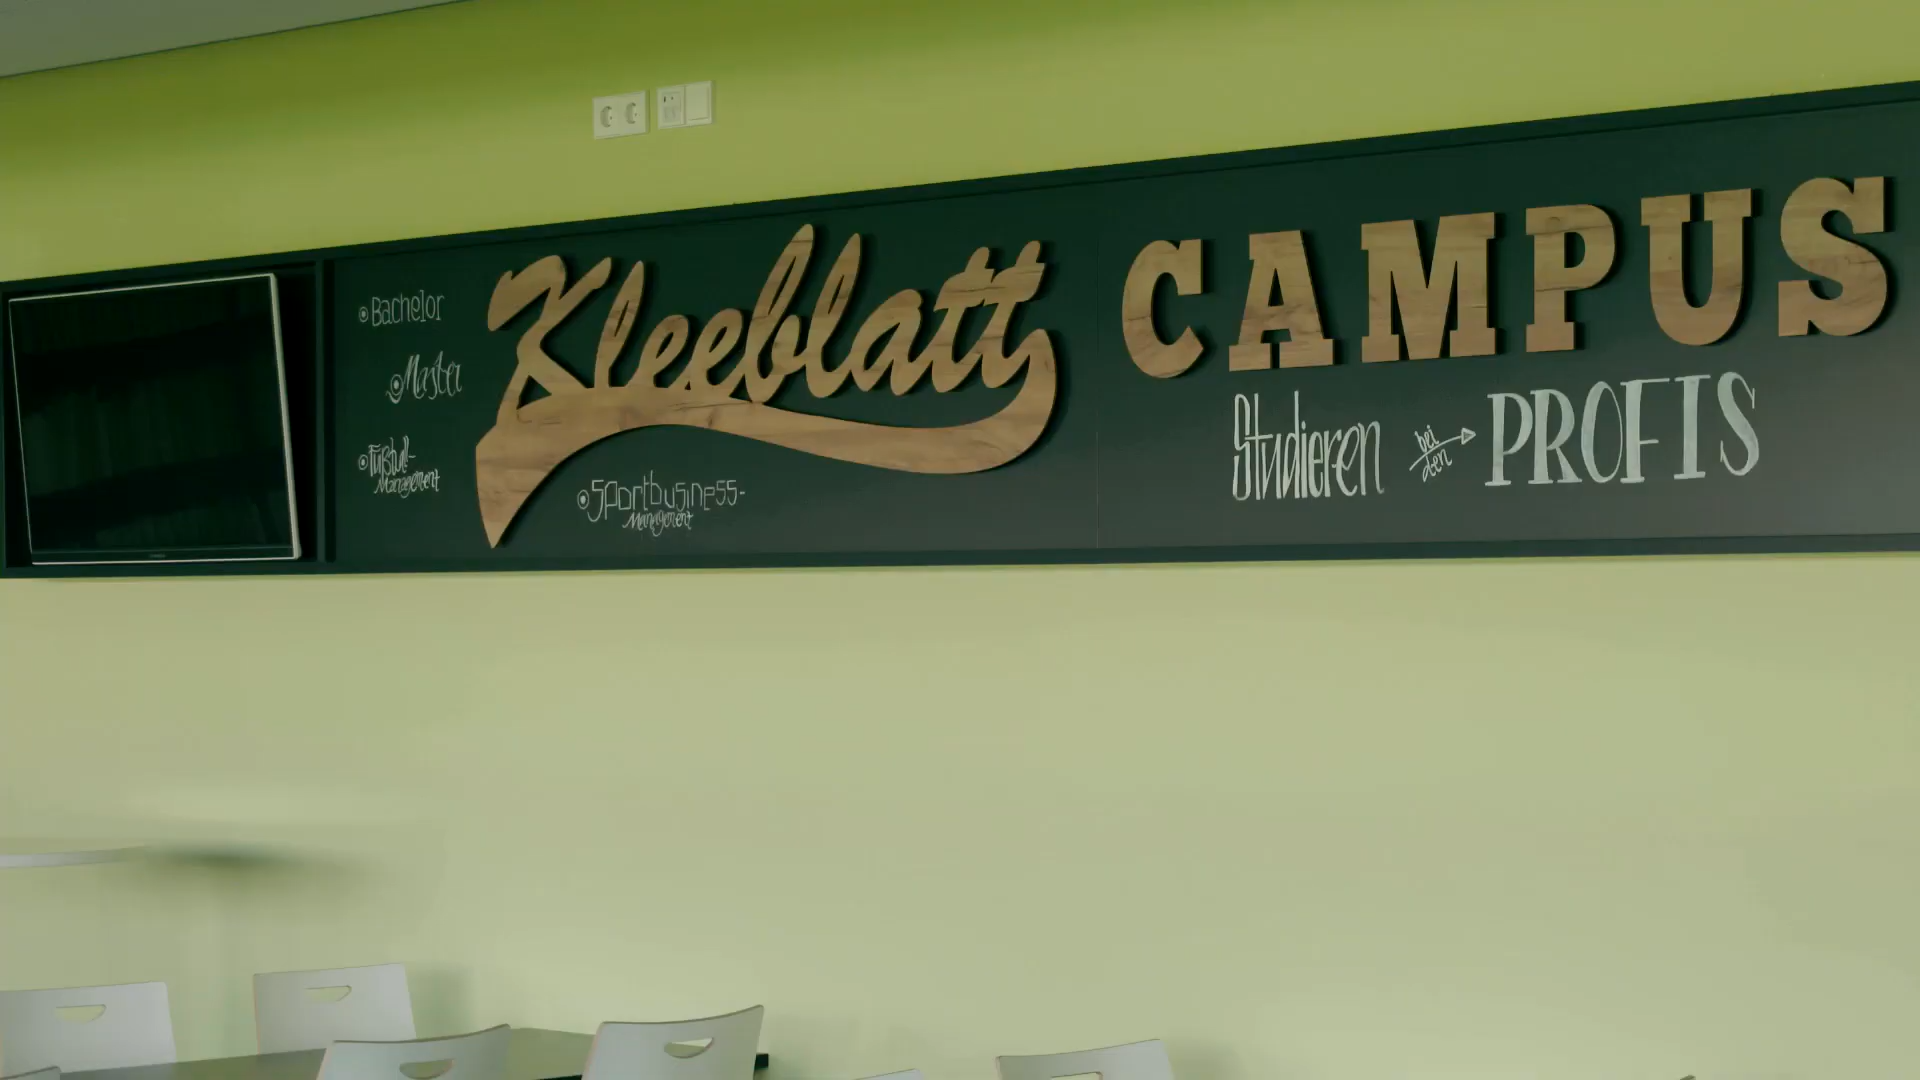 Kleeblatt CAMPUS
Bachelor
Master
Fußball-
Management
Sportbusiness-
Management
Studieren bei den PROFIS